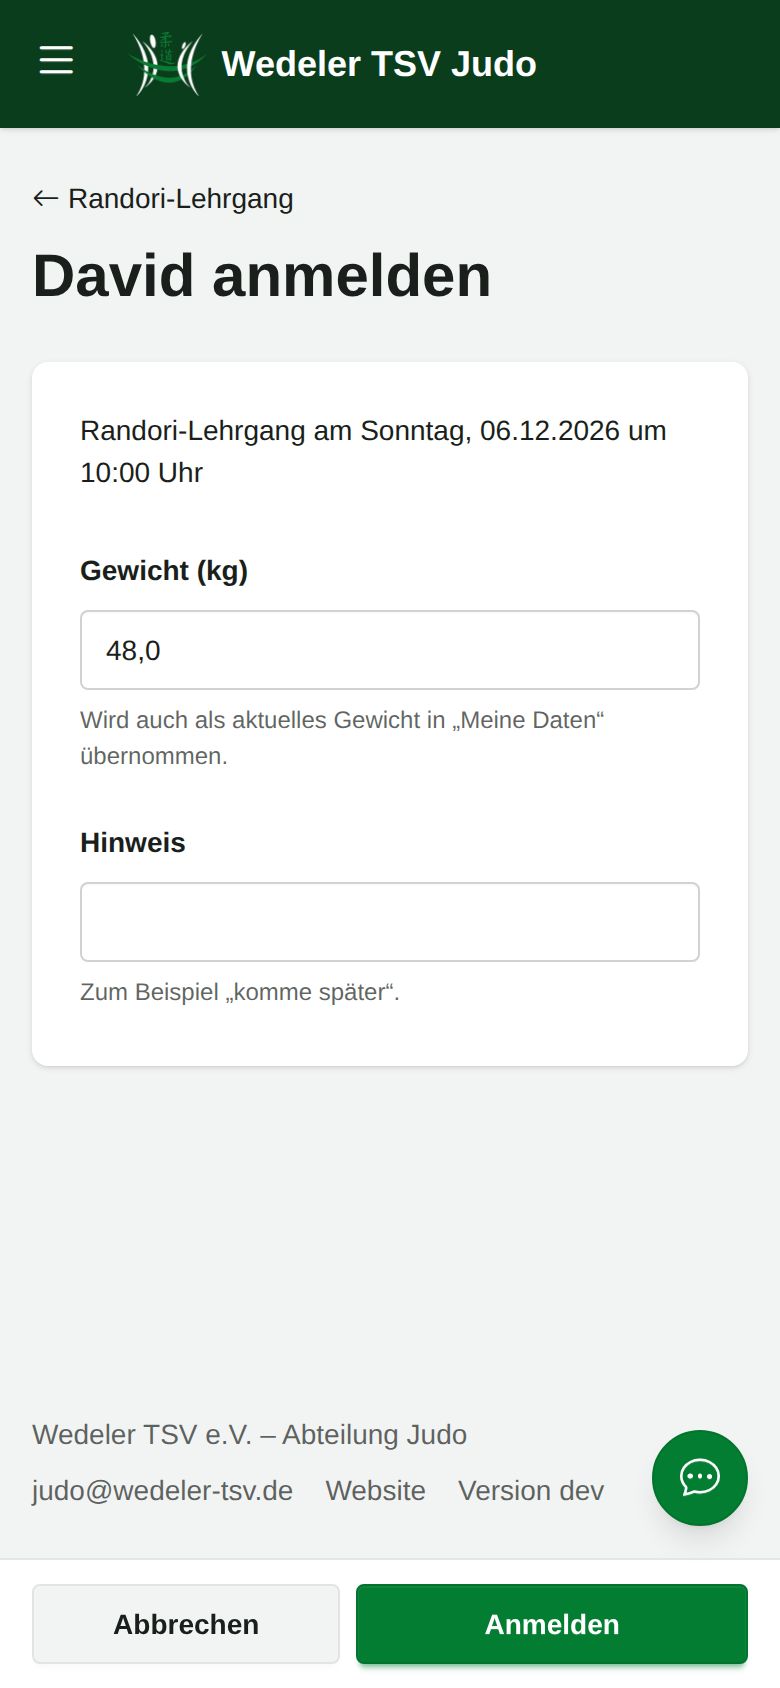 柔道
Wedeler TSV Judo
← Randori-Lehrgang
David anmelden
Randori-Lehrgang am Sonntag, 06.12.2026 um
10:00 Uhr
Gewicht (kg)
48,0
Wird auch als aktuelles Gewicht in „Meine Daten“
übernommen.
Hinweis
Zum Beispiel „komme später“.
Wedeler TSV e.V. – Abteilung Judo
judo@wedeler-tsv.de Website Version dev
Abbrechen Anmelden